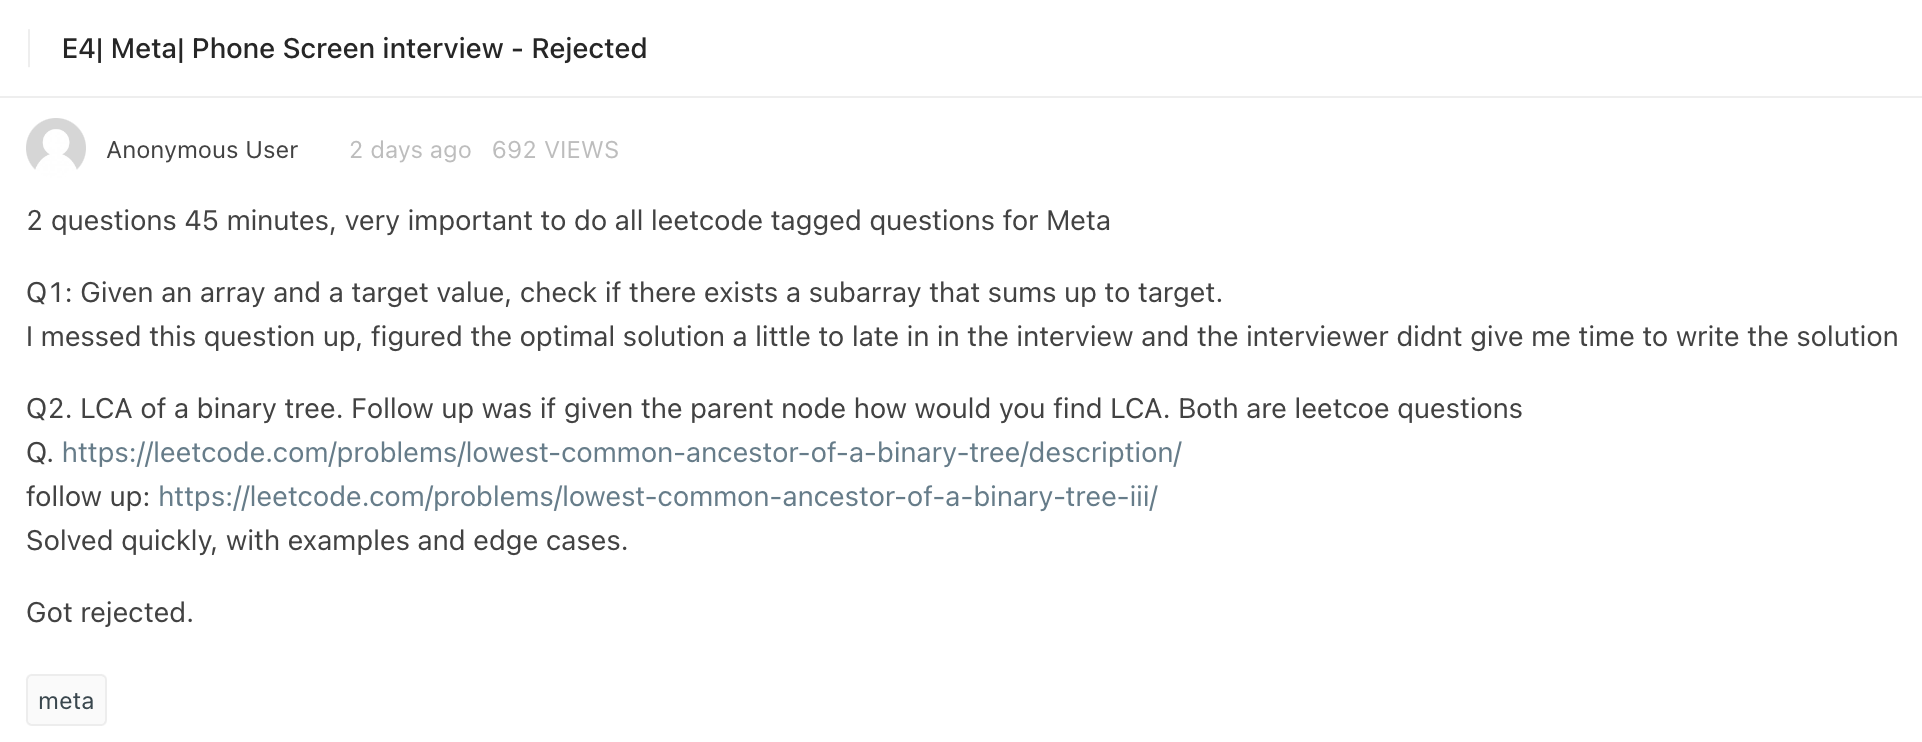 E4| Meta| Phone Screen interview - Rejected
Anonymous User 2 days ago 692 VIEWS
2 questions 45 minutes, very important to do all leetcode tagged questions for Meta
Q1: Given an array and a target value, check if there exists a subarray that sums up to target.
I messed this question up, figured the optimal solution a little to late in in the interview and the interviewer didnt give me time to write the solution
Q2. LCA of a binary tree. Follow up was if given the parent node how would you find LCA. Both are leetcoe questions
Q. https://leetcode.com/problems/lowest-common-ancestor-of-a-binary-tree/description/
follow up: https://leetcode.com/problems/lowest-common-ancestor-of-a-binary-tree-iii/
Solved quickly, with examples and edge cases.
Got rejected.
meta